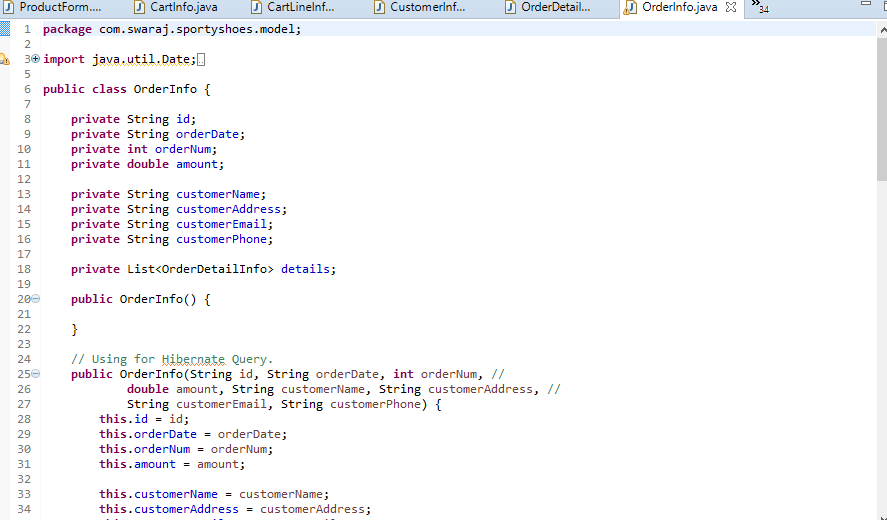 ProductForm.... CartInfo.java CartLineInf... CustomerInf... OrderDetail... OrderInfo.java 34
1 package com.swaraj.sportyshoes.model;
2
3 import java.util.Date;
5
6 public class OrderInfo {
7
8 private String id;
9 private String orderDate;
10 private int orderNum;
11 private double amount;
12
13 private String customerName;
14 private String customerAddress;
15 private String customerEmail;
16 private String customerPhone;
17
18 private List<OrderDetailInfo> details;
19
20 public OrderInfo() {
21
22 }
23
24 // Using for Hibernate Query.
25 public OrderInfo(String id, String orderDate, int orderNum, //
26 double amount, String customerName, String customerAddress, //
27 String customerEmail, String customerPhone) {
28 this.id = id;
29 this.orderDate = orderDate;
30 this.orderNum = orderNum;
31 this.amount = amount;
32
33 this.customerName = customerName;
34 this.customerAddress = customerAddress;